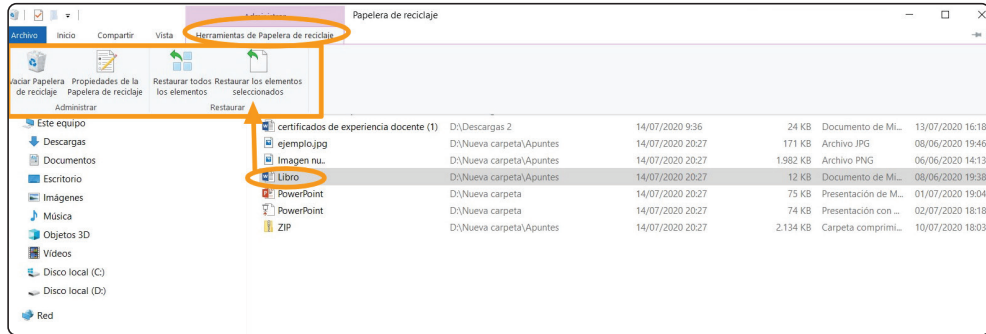 Papelera de reciclaje
Archivo Inicio Compartir Vista Herramientas de Papelera de reciclaje
Vaciar Papelera de reciclaje
Propiedades de la Papelera de reciclaje
Restaurar todos los elementos
Restaurar los elementos seleccionados
Administrar Restaurar
Este equipo
Descargas
Documentos
Escritorio
Imágenes
Música
Objetos 3D
Vídeos
Disco local (C:)
Disco local (D:)
Red
certificados de experiencia docente (1) D:\Descargas 2 14/07/2020 9:36 24 KB Documento de Mi... 13/07/2020 16:18
ejemplo.jpg D:\Nueva carpeta\Apuntes 14/07/2020 20:27 171 KB Archivo JPG 08/06/2020 19:46
Imagen nu.. D:\Nueva carpeta\Apuntes 14/07/2020 20:27 1.982 KB Archivo PNG 06/06/2020 14:13
Libro D:\Nueva carpeta\Apuntes 14/07/2020 20:27 12 KB Documento de Mi... 08/06/2020 19:38
PowerPoint D:\Nueva carpeta 14/07/2020 20:27 75 KB Presentación de M... 01/07/2020 19:04
PowerPoint D:\Nueva carpeta 14/07/2020 20:27 74 KB Presentación con ... 02/07/2020 18:18
ZIP D:\Nueva carpeta\Apuntes 14/07/2020 20:27 2.134 KB Carpeta comprimi... 10/07/2020 18:03